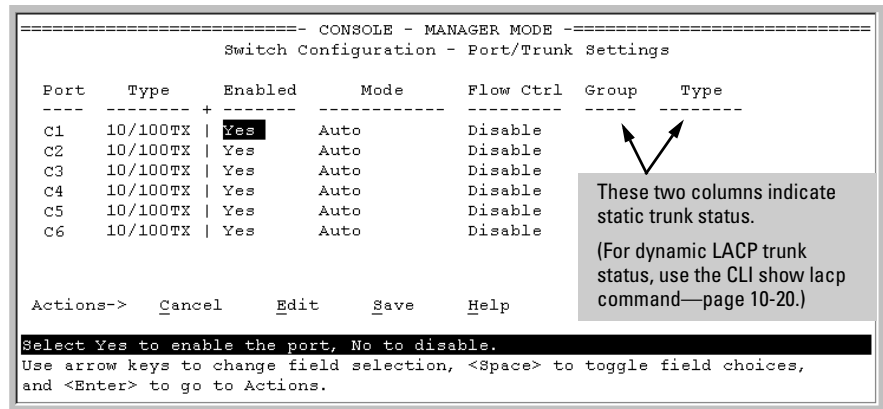 ==========================- CONSOLE - MANAGER MODE -============================
Switch Configuration - Port/Trunk Settings
Port Type Enabled Mode Flow Ctrl Group Type
---- -------- + ------- ------------ --------- ----- -------
C1 10/100TX | Yes Auto Disable
C2 10/100TX | Yes Auto Disable
C3 10/100TX | Yes Auto Disable
C4 10/100TX | Yes Auto Disable
C5 10/100TX | Yes Auto Disable
C6 10/100TX | Yes Auto Disable
These two columns indicate
static trunk status.
(For dynamic LACP trunk
status, use the CLI show lacp
command—page 10-20.)
Actions-> Cancel Edit Save Help
Select Yes to enable the port, No to disable.
Use arrow keys to change field selection, <Space> to toggle field choices,
and <Enter> to go to Actions.